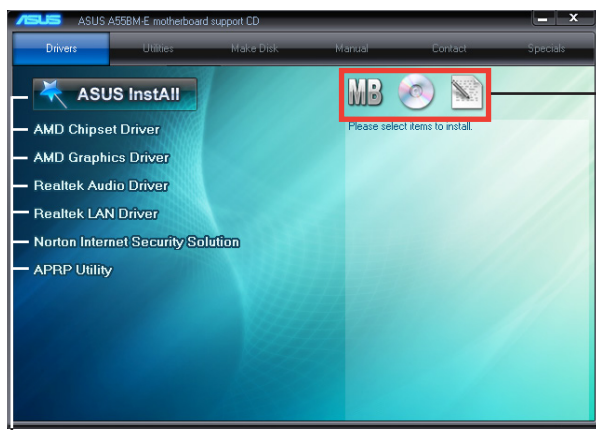 ASUS ASUS A55BM-E motherboard support CD
Drivers Utilities Make Disk Manual Contact Specials
ASUS InstAll
MB
Please select items to install.
AMD Chipset Driver
AMD Graphics Driver
Realtek Audio Driver
Realtek LAN Driver
Norton Internet Security Solution
APRP Utility